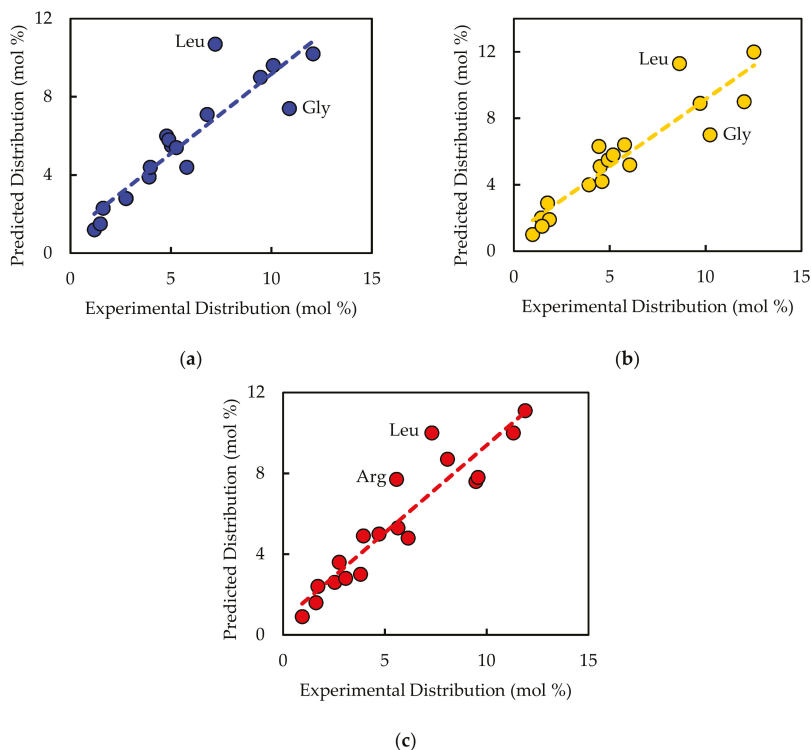 12
8
4
0
Predicted Distribution (mol %)
Leu
Gly
0 5 10 15
Experimental Distribution (mol %)
(a)
12
8
4
0
Predicted Distribution (mol %)
Leu
Gly
0 5 10 15
Experimental Distribution (mol %)
(b)
12
8
4
0
Predicted Distribution (mol %)
Leu
Arg
0 5 10 15
Experimental Distribution (mol %)
(c)